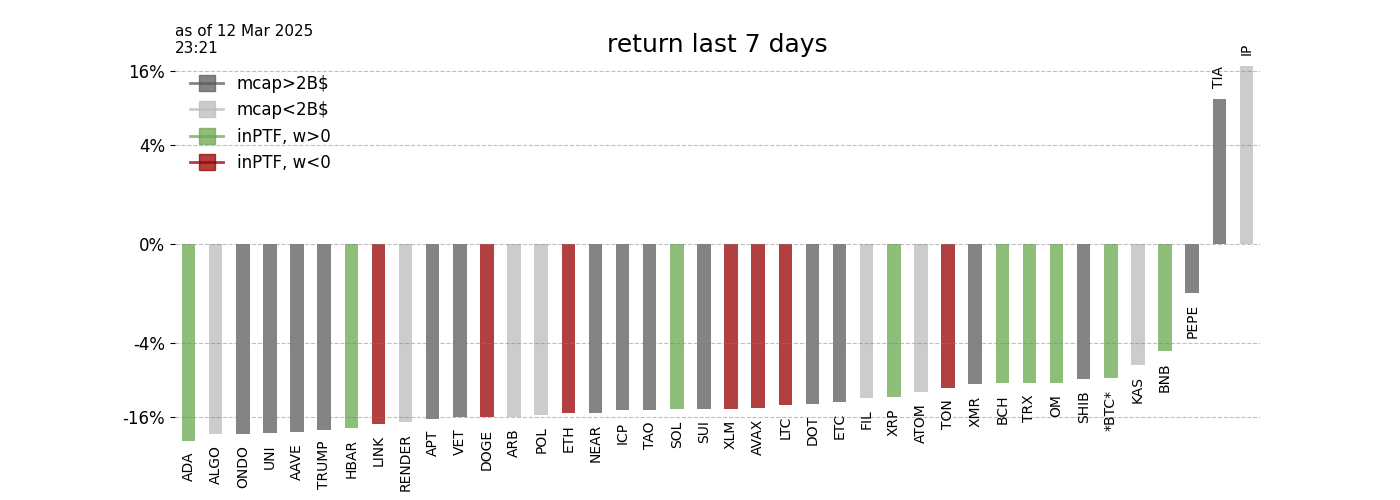 as of 12 Mar 2025
23:21
return last 7 days
16%
4%
0%
-4%
-16%
mcap>2B$
mcap<2B$
inPTF, w>0
inPTF, w<0
ADA
ALGO
ONDO
UNI
AAVE
TRUMP
HBAR
LINK
RENDER
APT
VET
DOGE
ARB
POL
ETH
NEAR
ICP
TAO
SOL
SUI
XLM
AVAX
LTC
DOT
ETC
FIL
XRP
ATOM
TON
XMR
BCH
TRX
OM
SHIB
*BTC*
KAS
BNB
PEPE
TIA
IP